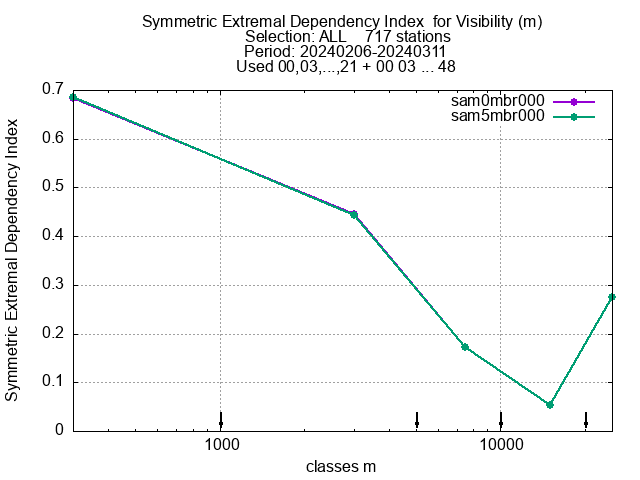 Symmetric Extremal Dependency Index  for Visibility (m)
Selection: ALL    717 stations
Period: 20240206-20240311
Used 00,03,...,21 + 00 03 ... 48
sam0mbr000
sam5mbr000
Symmetric Extremal Dependency Index
0.7
0.6
0.5
0.4
0.3
0.2
0.1
0
1000
10000
classes m